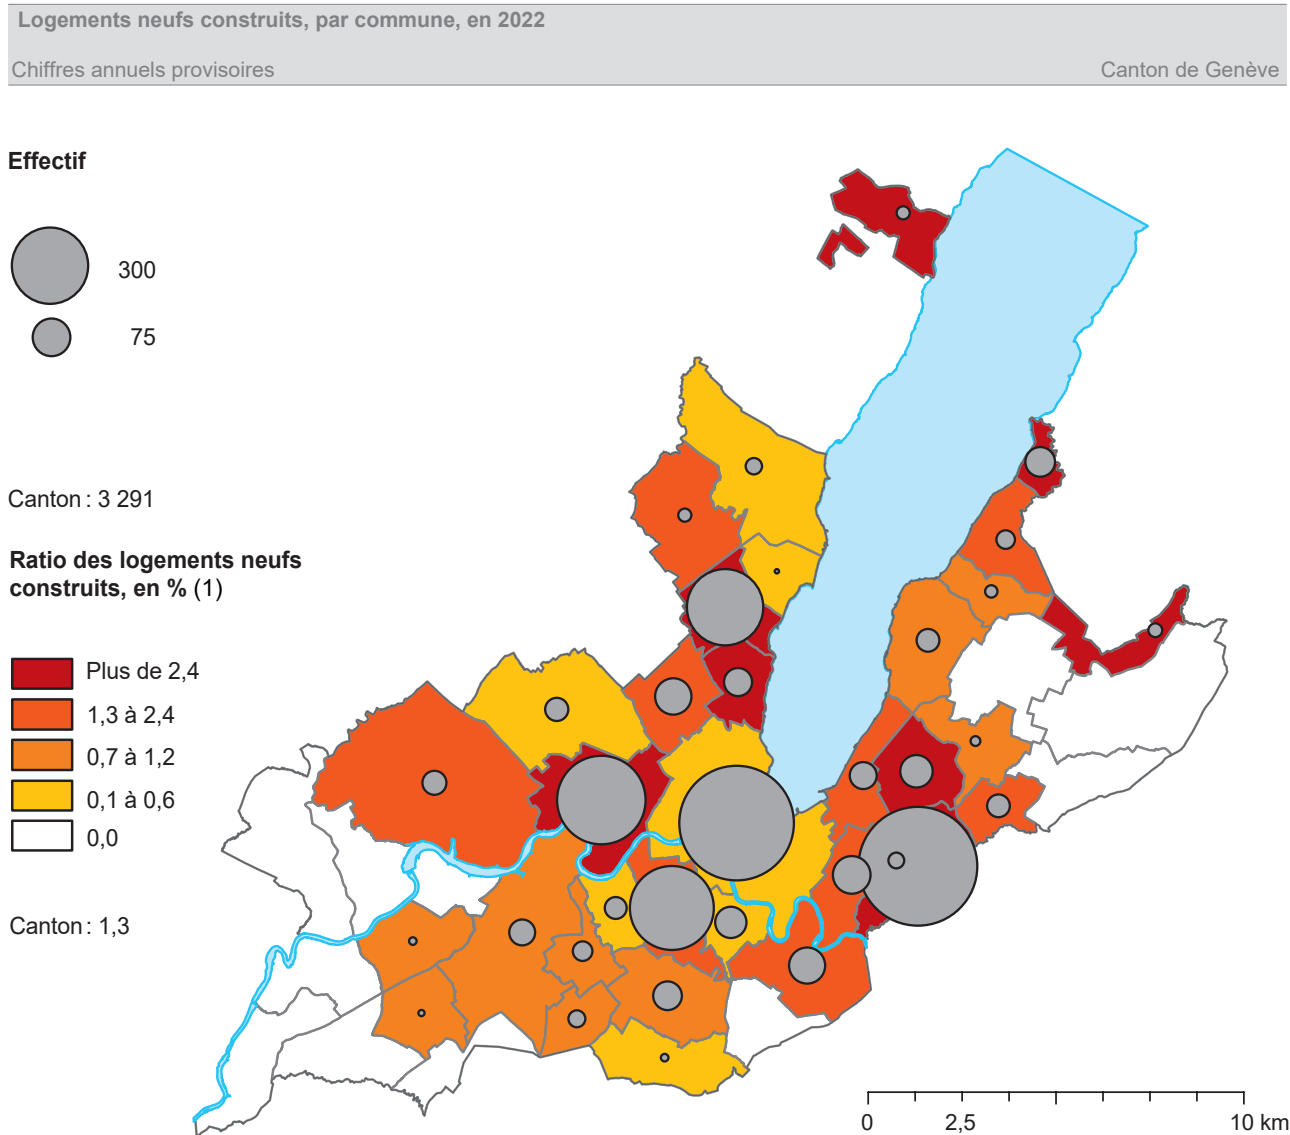 Logements neufs construits, par commune, en 2022
Chiffres annuels provisoires
Canton de Genève
Effectif
300
75
Canton : 3 291
Ratio des logements neufs
construits, en % (1)
Plus de 2,4
1,3 à 2,4
0,7 à 1,2
0,1 à 0,6
0,0
Canton : 1,3
0
2,5
10 km